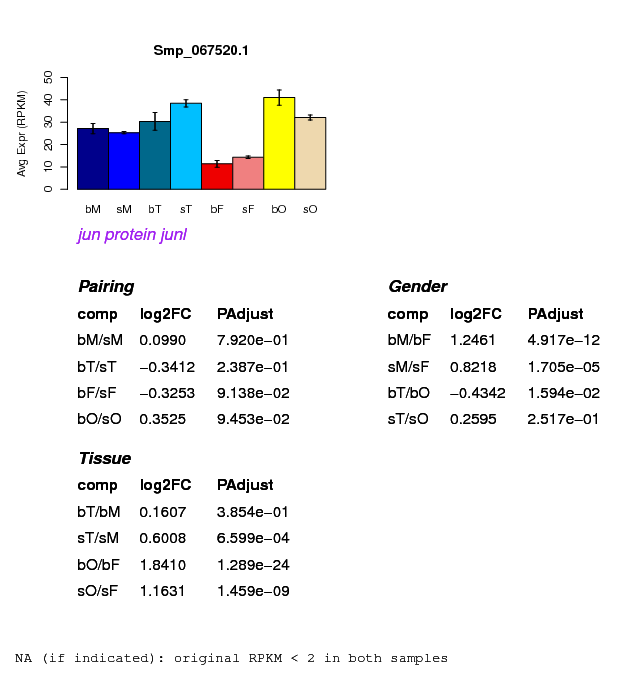 Smp_067520.1
Avg Expr (RPKM)
50
40
30
20
10
0
bM sM bT sT bF sF bO sO
jun protein junl
Pairing
comp log2FC PAdjust
bM/sM 0.0990 7.920e−01
bT/sT −0.3412 2.387e−01
bF/sF −0.3253 9.138e−02
bO/sO 0.3525 9.453e−02
Gender
comp log2FC PAdjust
bM/bF 1.2461 4.917e−12
sM/sF 0.8218 1.705e−05
bT/bO −0.4342 1.594e−02
sT/sO 0.2595 2.517e−01
Tissue
comp log2FC PAdjust
bT/bM 0.1607 3.854e−01
sT/sM 0.6008 6.599e−04
bO/bF 1.8410 1.289e−24
sO/sF 1.1631 1.459e−09
NA (if indicated): original RPKM < 2 in both samples